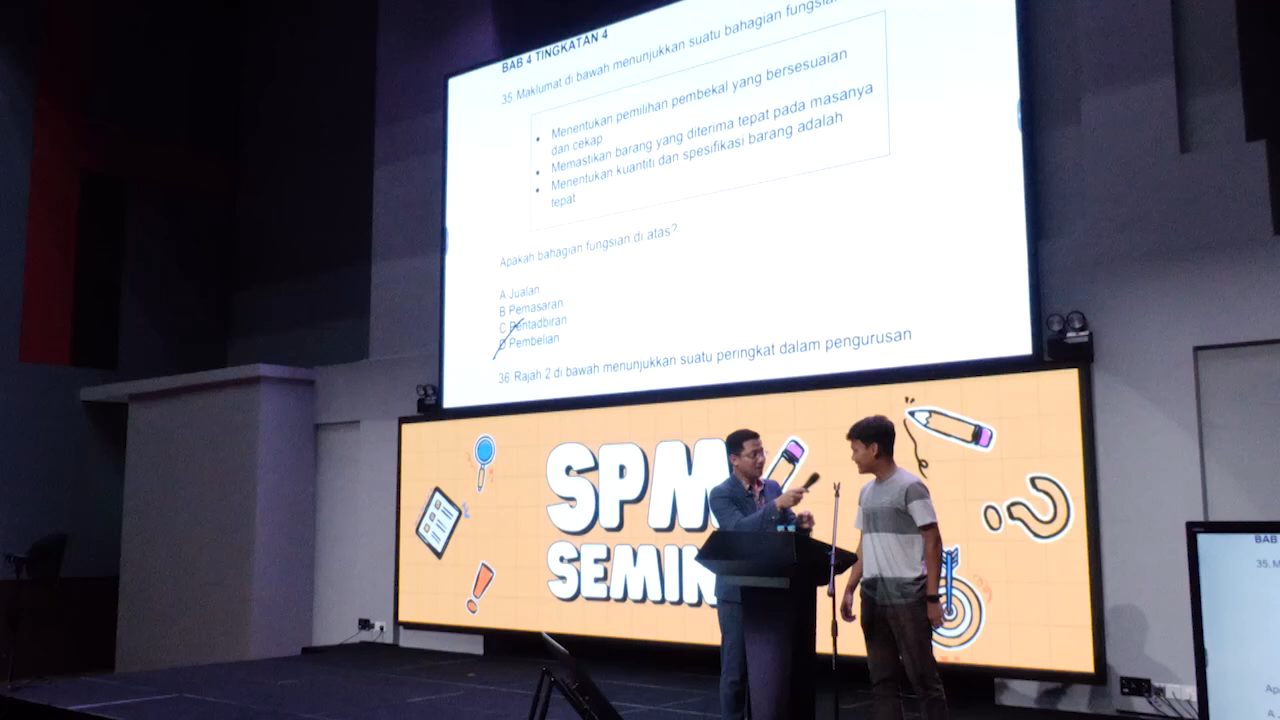 BAB 4 TINGKATAN 4
35 Maklumat di bawah menunjukkan suatu bahagian
• Menentukan pemilihan pembekal yang bersesuaian
dan cekap
• Memastikan barang yang diterima tepat pada masanya
• Menentukan kuantiti dan spesifikasi barang adalah
tepat
Apakah bahagian fungsian di atas?
A Jualan
B Pemasaran
C Pentadbiran
D Pembelian
36 Rajah 2 di bawah menunjukkan suatu peringkat dalam pengurusan
SPM
SEMIN
BAB
35